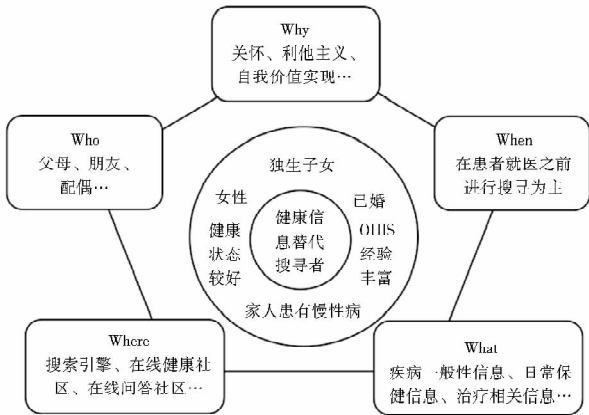 Why
关怀、利他主义、
自我价值实现…
Who
父母、朋友、
配偶…
When
在患者就医之前
进行搜寻为主
独生子女
女性
已婚
健康
状态
较好
健康信
息替代
搜寻者
OHIS
经验
丰富
家人患有慢性病
Where
搜索引擎、在线健康社
区、在线问答社区…
What
疾病一般性信息、日常保
健信息、治疗相关信息…